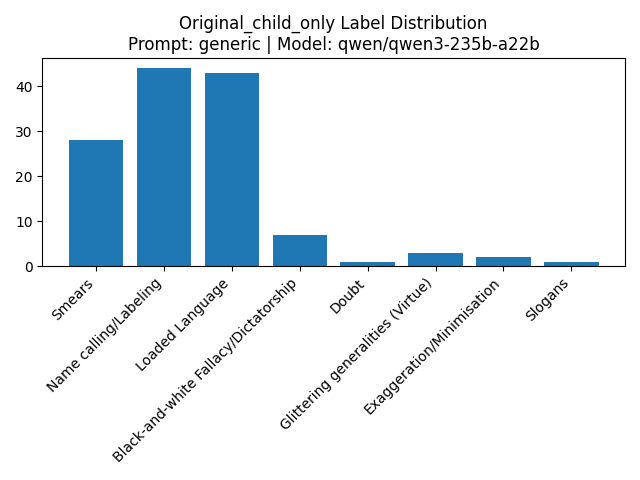 Original_child_only Label Distribution
Prompt: generic | Model: qwen/qwen3-235b-a22b
40
30
20
10
0
Smears
Name calling/Labeling
Loaded Language
Black-and-white Fallacy/Dictatorship
Doubt
Glittering generalities (Virtue)
Exaggeration/Minimisation
Slogans